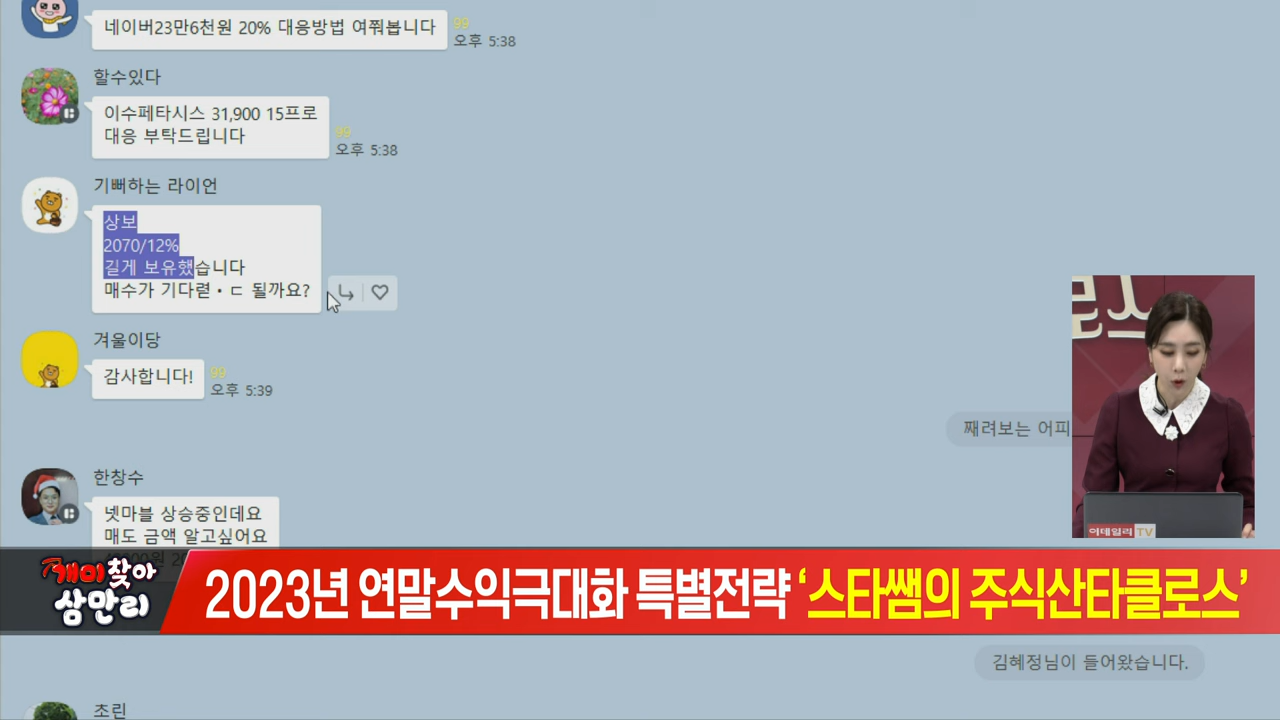 네이버23만6천원 20% 대응방법 여쭤봅니다
99
오후 5:38
할수있다
이수페타시스 31,900 15프로
대응 부탁드립니다
99
오후 5:38
기뻐하는 라이언
상보
2070/12%
길게 보유했습니다
매수가 기다렫・ㄷ 될까요?
겨울이당
감사합니다!
99
오후 5:39
째려보는 어피
한창수
넷마블 상승중인데요
매도 금액 알고싶어요
이데일리TV
개미찾아
삼만리
2023년 연말수익극대화 특별전략 ‘스타쌤의 주식산타클로스’
김혜정님이 들어왔습니다.
초린